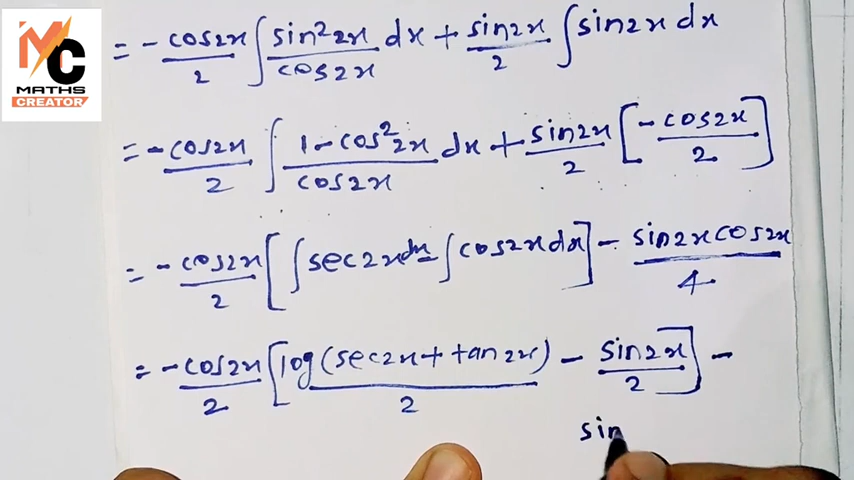 MC
MATHS
CREATOR
= -cos2x/2 ∫ sin²2x/cos2x dx + sin2x/2 ∫ sin2x dx
= -cos2x/2 ∫ 1-cos²2x/cos2x dx + sin2x/2 [-cos2x/2]
= -cos2x/2 [∫ sec2x dx - ∫ cos2x dx] - sin2x cos2x/4
= -cos2x/2 [log(sec2x + tan2x)/2 - sin2x/2] -
sin